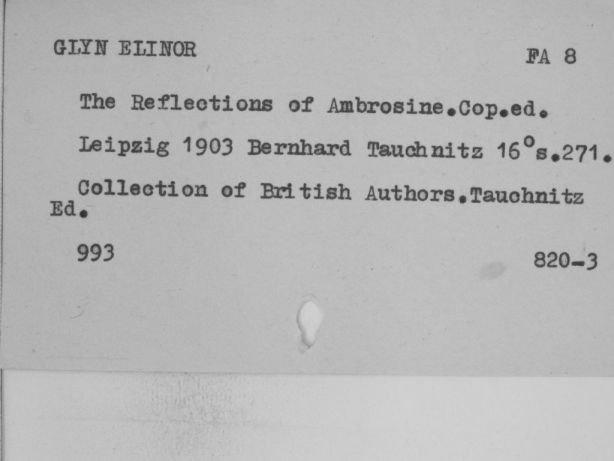 GLYN ELINOR
FA 8
The Reflections of Ambrosine.Cop.ed.
Leipzig 1903 Bernhard Tauchnitz 16°s.271.
Collection of British Authors.Tauchnitz
Ed.
993
820-3